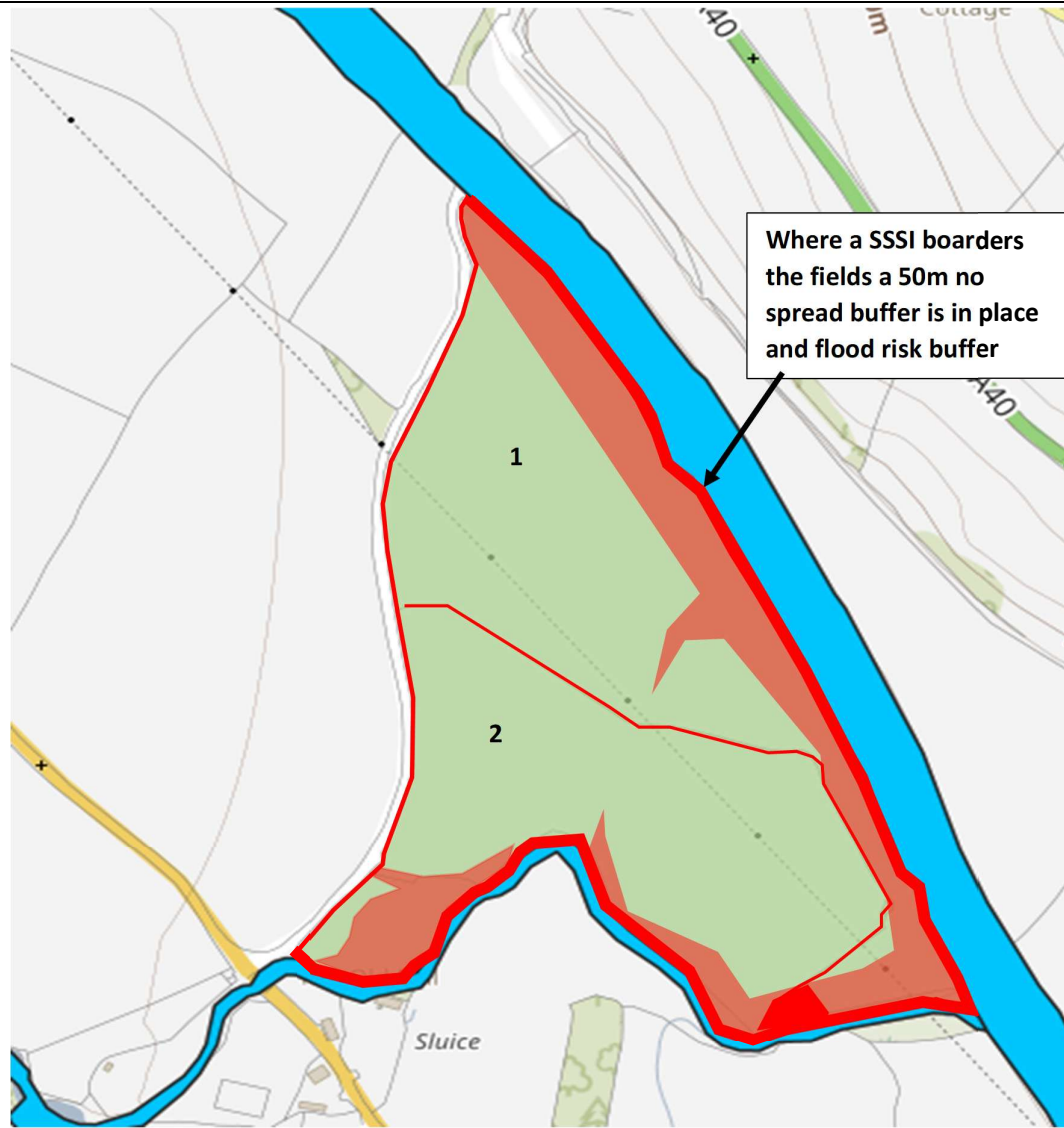 A40
m
Cottage
Where a SSSI boarders
the fields a 50m no
spread buffer is in place
and flood risk buffer
A40
1
2
Sluice